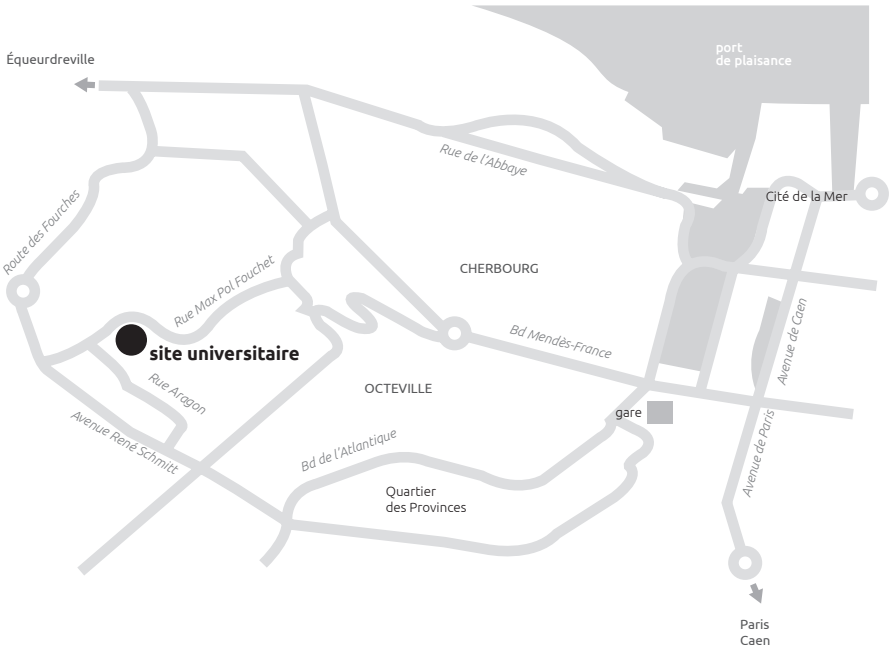 port
de plaisance
Équeurdreville
Rue de l'Abbaye
Cité de la Mer
Route des Fourches
CHERBOURG
Rue Max Pol Fouchet
Bd Mendès-France
Avenue de Caen
site universitaire
Rue Aragon
OCTEVILLE
gare
Avenue René Schmitt
Bd de l'Atlantique
Avenue de Paris
Quartier
des Provinces
Paris
Caen